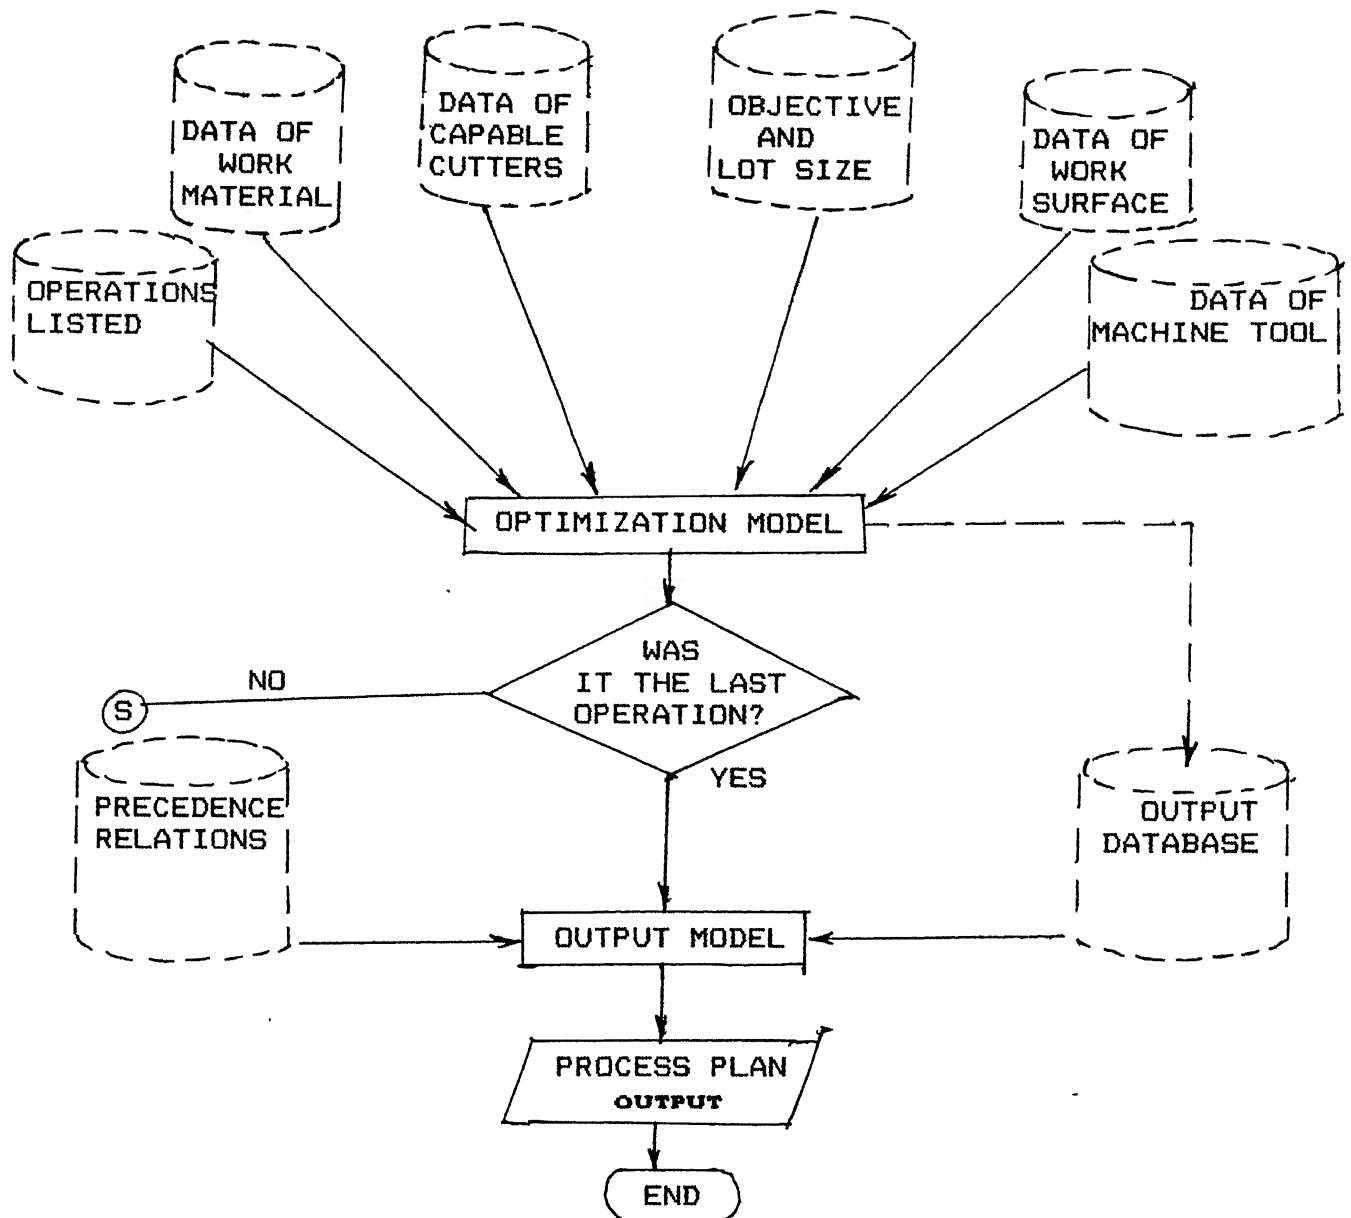 DATA OF
WORK
MATERIAL
DATA OF
CAPABLE
CUTTERS
OBJECTIVE
AND
LOT SIZE
DATA OF
WORK
SURFACE
OPERATIONS
LISTED
DATA OF
MACHINE TOOL
OPTIMIZATION MODEL
WAS
IT THE LAST
OPERATION?
NO
S
YES
PRECEDENCE
RELATIONS
OUTPUT
DATABASE
OUTPUT MODEL
PROCESS PLAN
OUTPUT
END